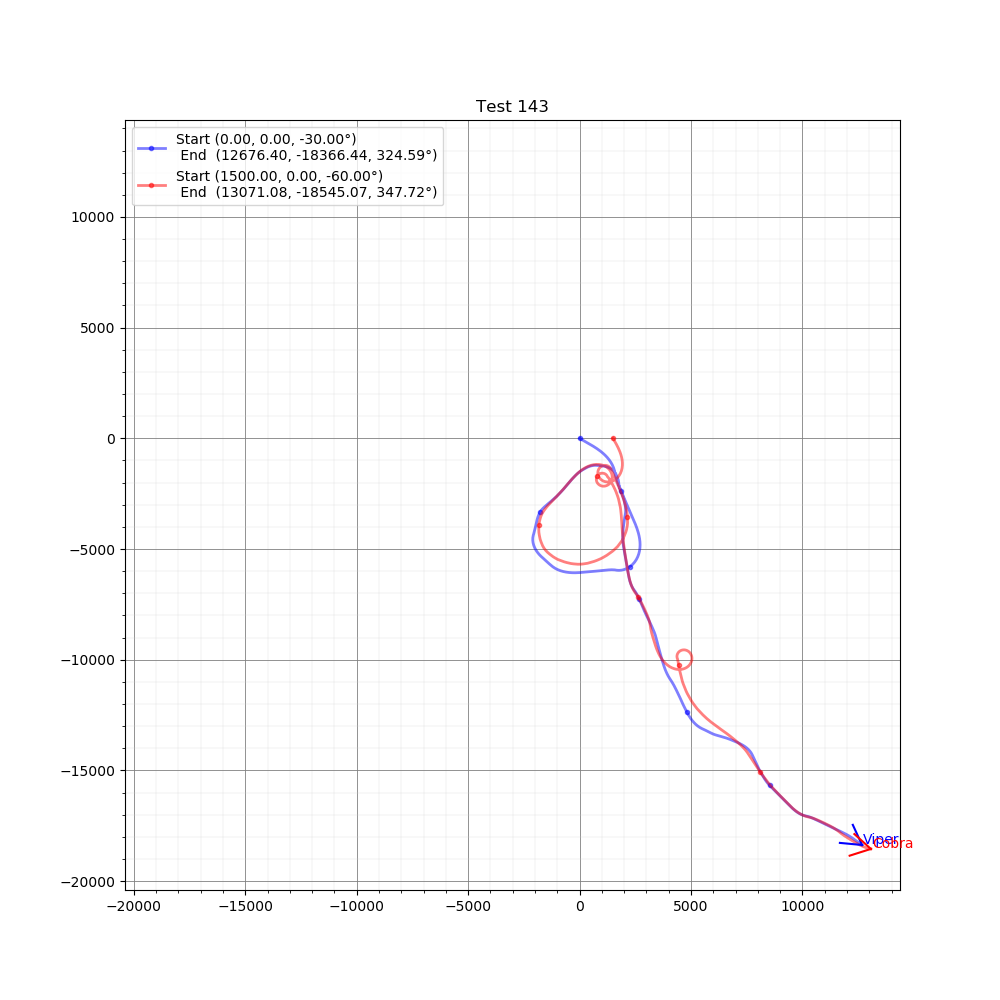 Test 143
Start (0.00, 0.00, -30.00°)
End (12676.40, -18366.44, 324.59°)
Start (1500.00, 0.00, -60.00°)
End (13071.08, -18545.07, 347.72°)
10000
5000
0
−5000
−10000
−15000
−20000
Viper
Cobra
−20000
−15000
−10000
−5000
0
5000
10000